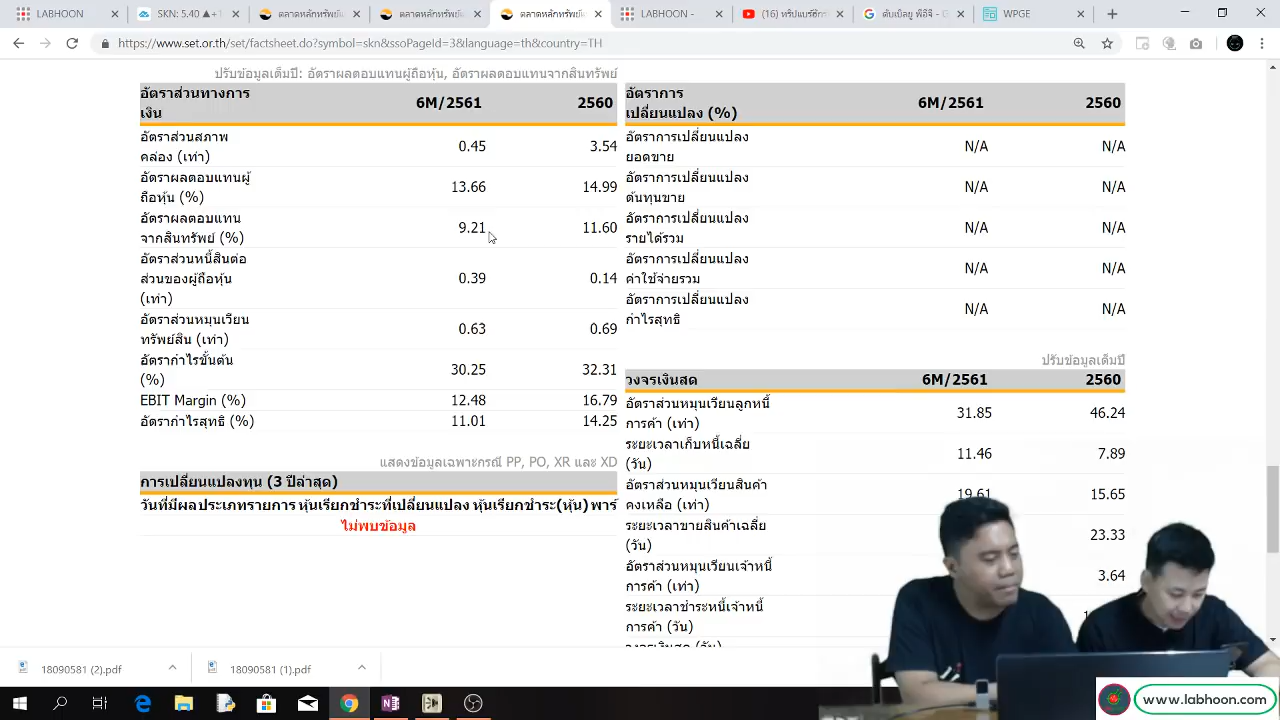 LABHOON
SKN: 5.40 ▲+1
ตลาดหลักทรัพย์แ
ตลาดหลักทรัพย์
ตลาดหลักทรัพย์
LABHOON -
(16) ทริปแบร์ก
ดับเบิลยู พีสี -
WPGE
https://www.set.or.th/set/factsheet.do?symbol=skn&ssoPageId=3&language=th&country=TH
ปรับข้อมูลเต็มปี: อัตราผลตอบแทนผู้ถือหุ้น, อัตราผลตอบแทนจากสินทรัพย์
อัตราส่วนทางการ
เงิน
6M/2561 2560
อัตราส่วนสภาพ
คล่อง (เท่า)
0.45 3.54
อัตราผลตอบแทนผู้
ถือหุ้น (%)
13.66 14.99
อัตราผลตอบแทน
จากสินทรัพย์ (%)
9.21 11.60
อัตราส่วนหนี้สินต่อ
ส่วนของผู้ถือหุ้น
(เท่า)
0.39 0.14
อัตราส่วนหมุนเวียน
ทรัพย์สิน (เท่า)
0.63 0.69
อัตรากำไรขั้นต้น
(%)
30.25 32.31
EBIT Margin (%) 12.48 16.79
อัตรากำไรสุทธิ (%) 11.01 14.25
แสดงข้อมูลเฉพาะกรณี PP, PO, XR และ XD
การเปลี่ยนแปลงทุน (3 ปีล่าสุด)
วันที่มีผล ประเภทรายการ หุ้นเรียกชำระที่เปลี่ยนแปลง หุ้นเรียกชำระ(หุ้น) พาร์
ไม่พบข้อมูล
อัตราการ
เปลี่ยนแปลง (%)
6M/2561 2560
อัตราการเปลี่ยนแปลง
ยอดขาย
N/A N/A
อัตราการเปลี่ยนแปลง
ต้นทุนขาย
N/A N/A
อัตราการเปลี่ยนแปลง
รายได้รวม
N/A N/A
อัตราการเปลี่ยนแปลง
ค่าใช้จ่ายรวม
N/A N/A
อัตราการเปลี่ยนแปลง
กำไรสุทธิ
N/A N/A
ปรับข้อมูลเต็มปี
วงจรเงินสด 6M/2561 2560
อัตราส่วนหมุนเวียนลูกหนี้
การค้า (เท่า)
31.85 46.24
ระยะเวลาเก็บหนี้เฉลี่ย
(วัน)
11.46 7.89
อัตราส่วนหมุนเวียนสินค้า
คงเหลือ (เท่า)
19.61 15.65
ระยะเวลาขายสินค้าเฉลี่ย
(วัน)
23.33
อัตราส่วนหมุนเวียนเจ้าหนี้
การค้า (เท่า)
3.64
ระยะเวลาชำระหนี้เจ้าหนี้
การค้า (วัน)
วงจรเงินสด (วัน)
18090581 (2).pdf
18090581 (1).pdf
www.labhoon.com